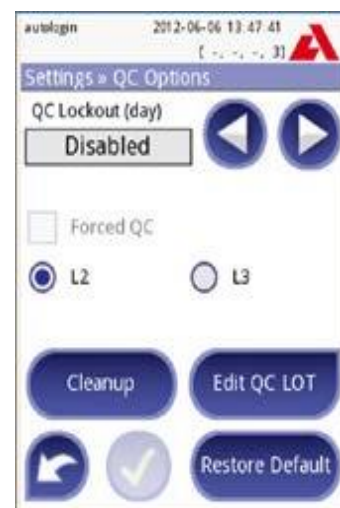 autologin 2012-06-06 13:47:41
[ -, -, -, 3]
Settings » QC Options
QC Lockout (day)
Disabled
Forced QC
L2 L3
Cleanup Edit QC LOT
Restore Default